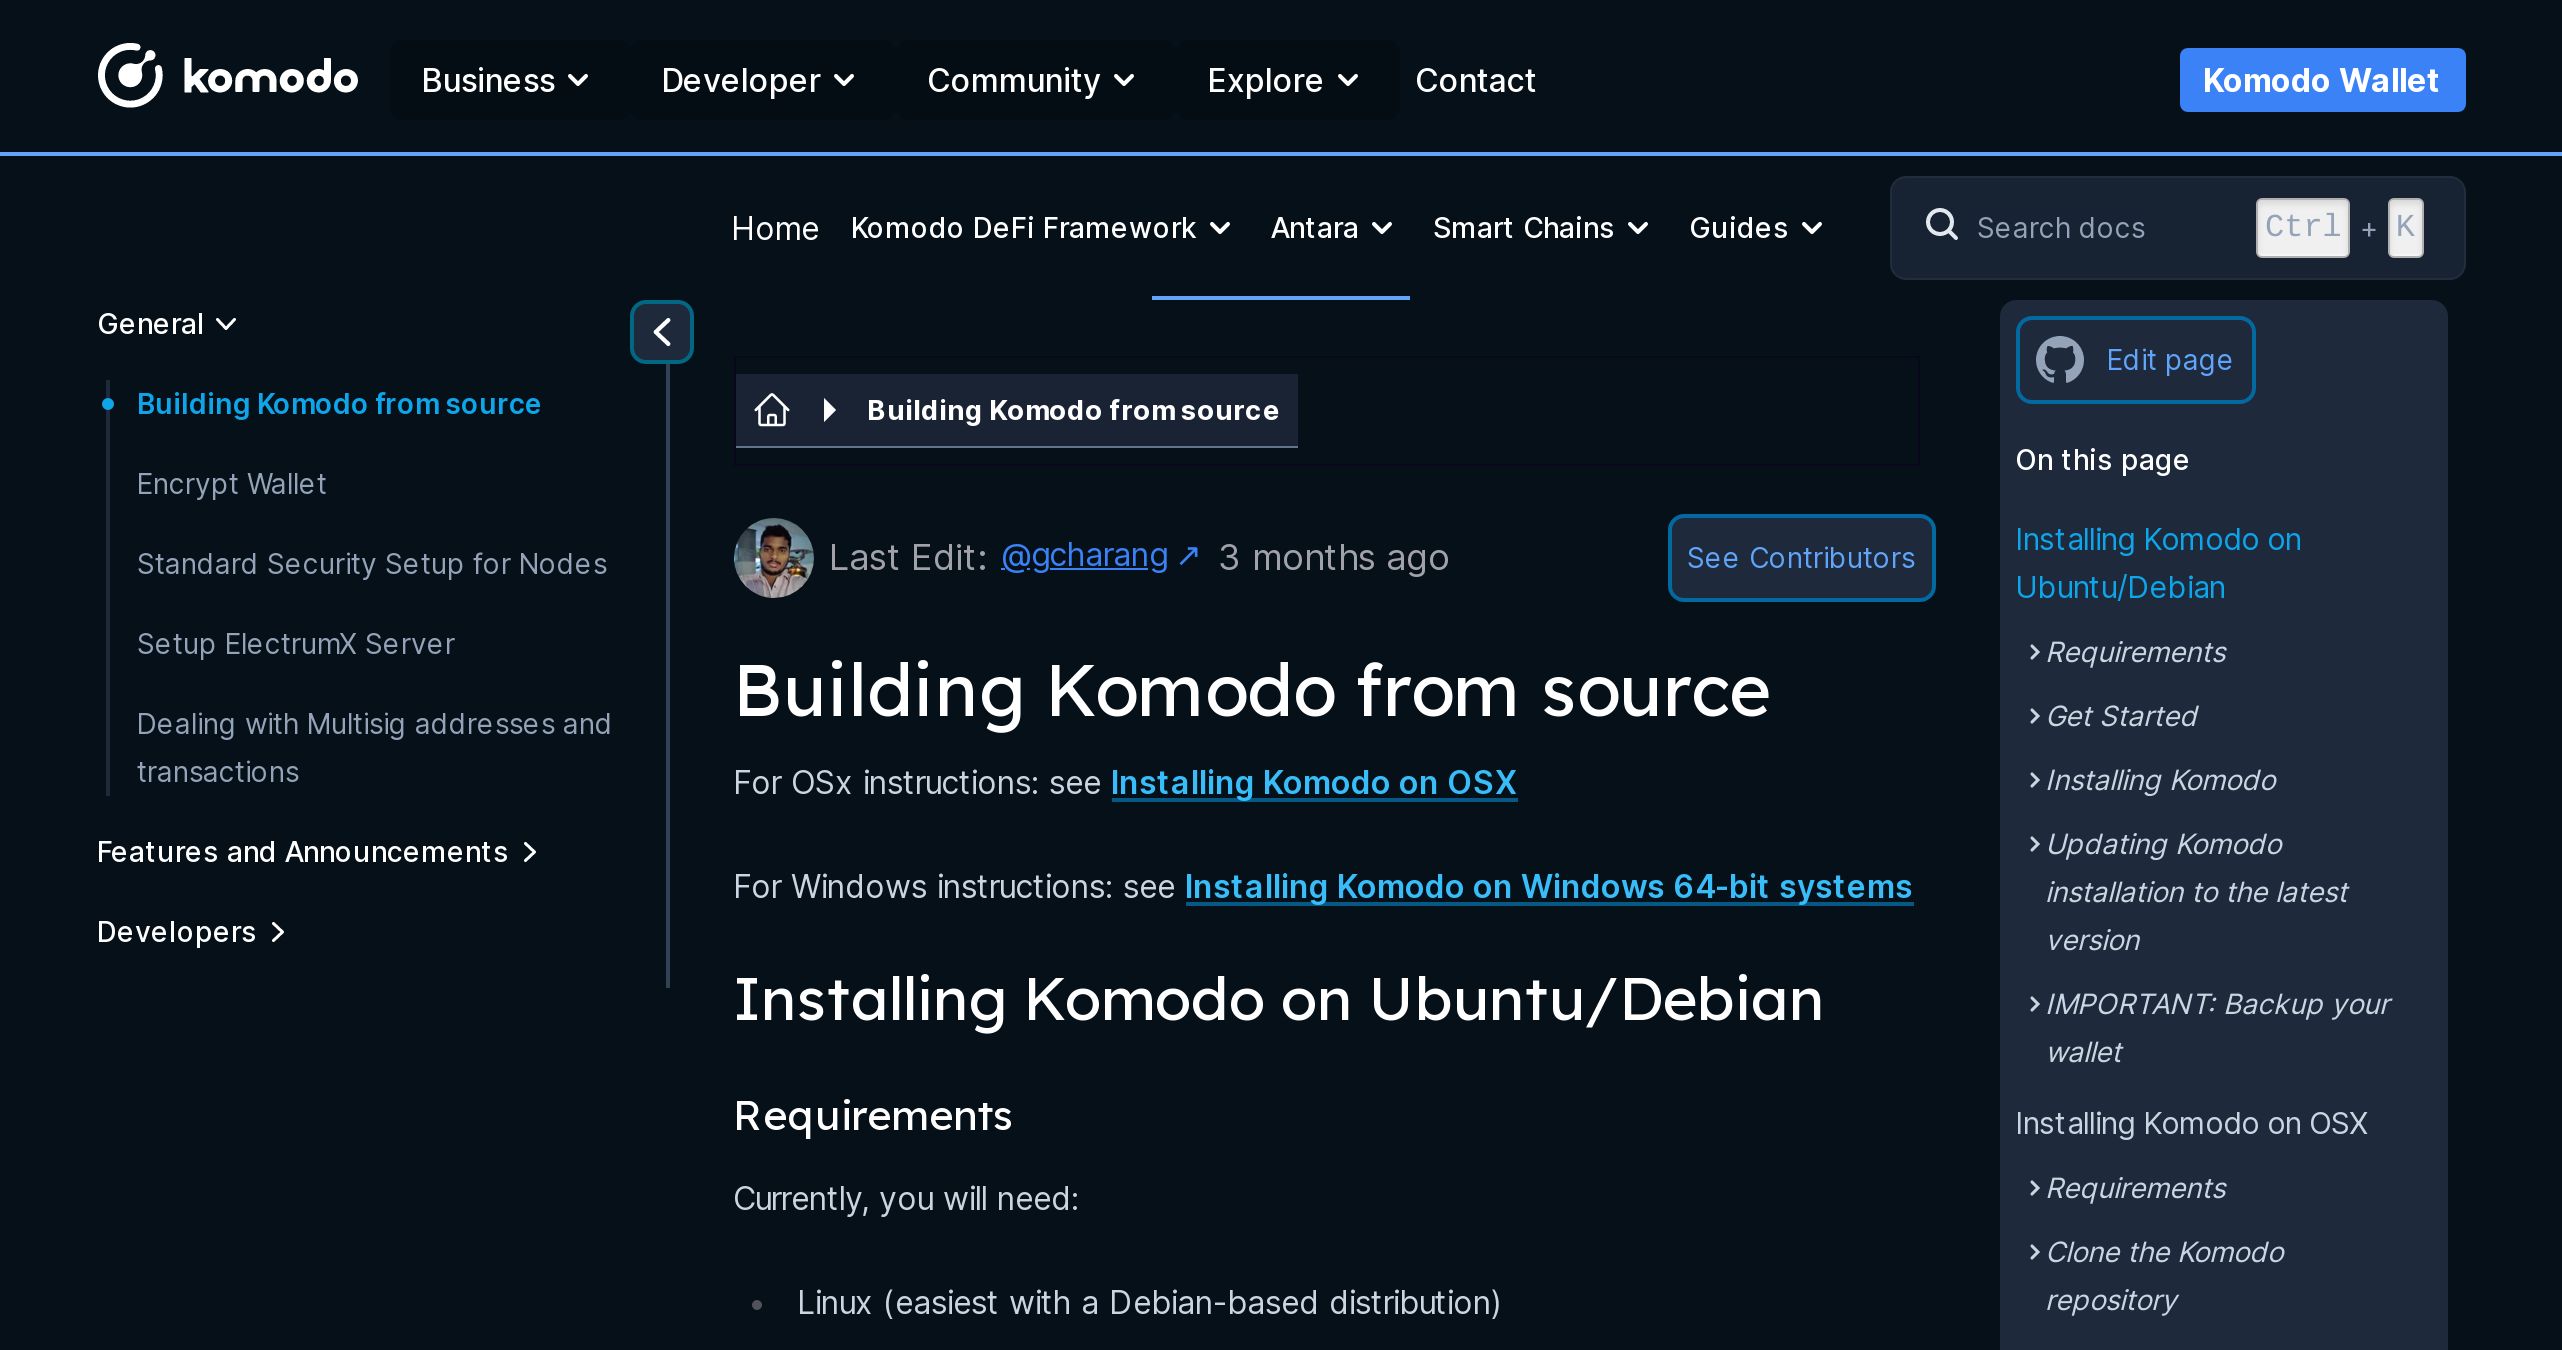 komodo
Business
Developer
Community
Explore
Contact
Komodo Wallet
Home
Komodo DeFi Framework
Antara
Smart Chains
Guides
Search docs
Ctrl + K
General
Building Komodo from source
Encrypt Wallet
Standard Security Setup for Nodes
Setup ElectrumX Server
Dealing with Multisig addresses and
transactions
Features and Announcements
Developers
Building Komodo from source
Last Edit: @gcharang ↗ 3 months ago
See Contributors
Building Komodo from source
For OSx instructions: see Installing Komodo on OSX
For Windows instructions: see Installing Komodo on Windows 64-bit systems
Installing Komodo on Ubuntu/Debian
Requirements
Currently, you will need:
Linux (easiest with a Debian-based distribution)
Edit page
On this page
Installing Komodo on
Ubuntu/Debian
Requirements
Get Started
Installing Komodo
Updating Komodo
installation to the latest
version
IMPORTANT: Backup your
wallet
Installing Komodo on OSX
Requirements
Clone the Komodo
repository